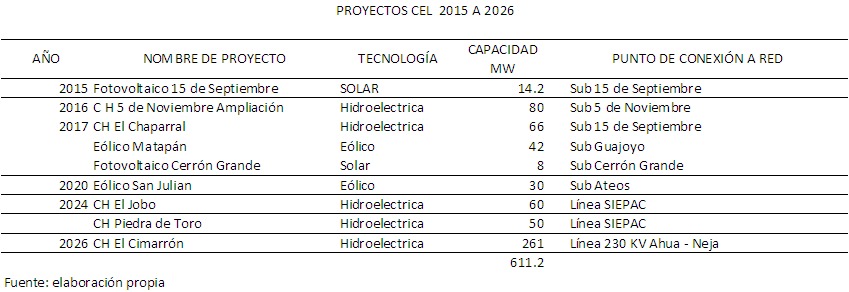 PROYECTOS CEL 2015 A 2026
AÑO NOMBRE DE PROYECTO TECNOLOGÍA CAPACIDAD MW PUNTO DE CONEXIÓN A RED
2015 Fotovoltaico 15 de Septiembre SOLAR 14.2 Sub 15 de Septiembre
2016 C H 5 de Noviembre Ampliación Hidroelectrica 80 Sub 5 de Noviembre
2017 CH El Chaparral Hidroelectrica 66 Sub 15 de Septiembre
Eólico Matapán Eólico 42 Sub Guajoyo
Fotovoltaico Cerrón Grande Solar 8 Sub Cerrón Grande
2020 Eólico San Julian Eólico 30 Sub Ateos
2024 CH El Jobo Hidroelectrica 60 Línea SIEPAC
CH Piedra de Toro Hidroelectrica 50 Línea SIEPAC
2026 CH El Cimarrón Hidroelectrica 261 Línea 230 KV Ahua - Neja
611.2
Fuente: elaboración propia